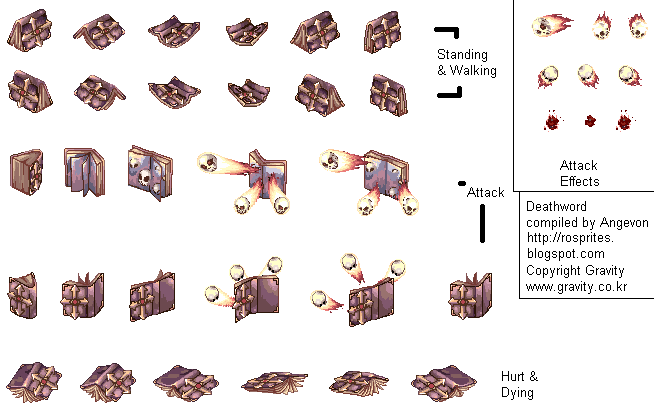 Standing
& Walking
Attack
Effects
Attack
Deathword
compiled by Angevon
http://rosprites.
blogspot.com
Copyright Gravity
www.gravity.co.kr
Hurt &
Dying